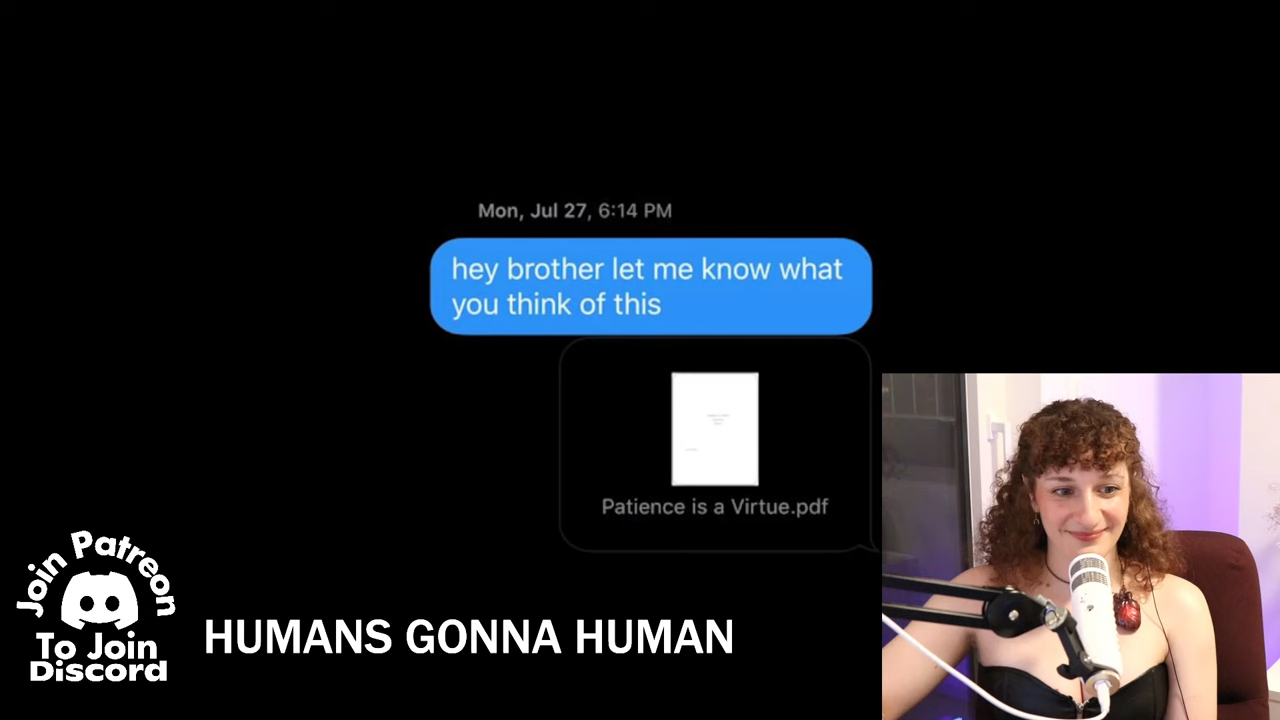 Mon, Jul 27, 6:14 PM
hey brother let me know what
you think of this
Patience is a Virtue.pdf
Join Patreon
To Join
Discord
HUMANS GONNA HUMAN